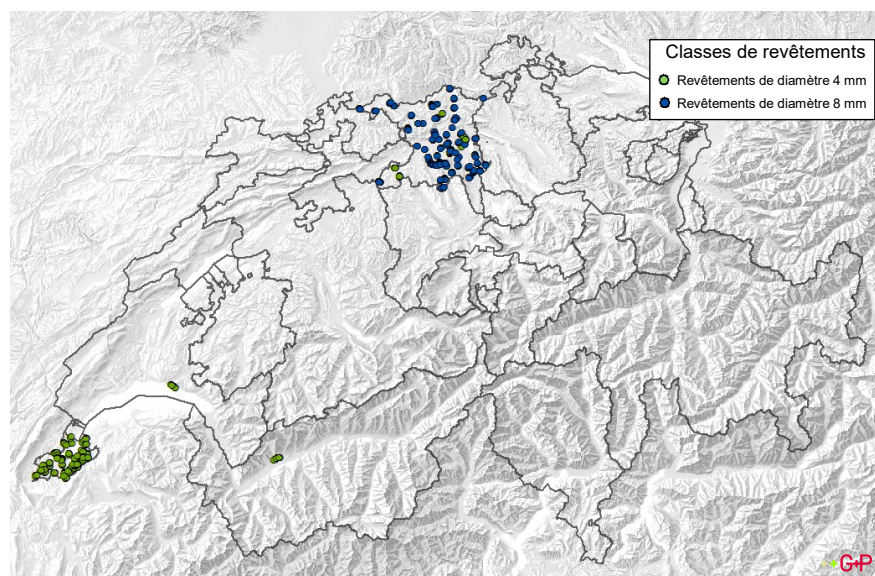 Classes de revêtements
Revêtements de diamètre 4 mm
Revêtements de diamètre 8 mm
G+P